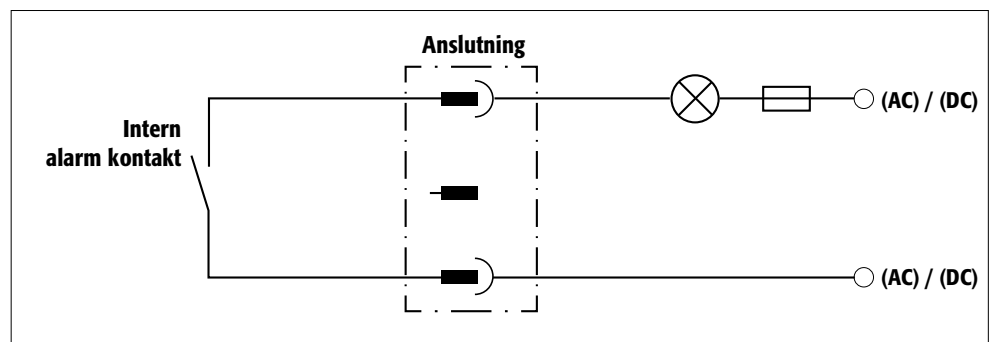 Anslutning
(AC) / (DC)
Intern
alarm kontakt
(AC) / (DC)